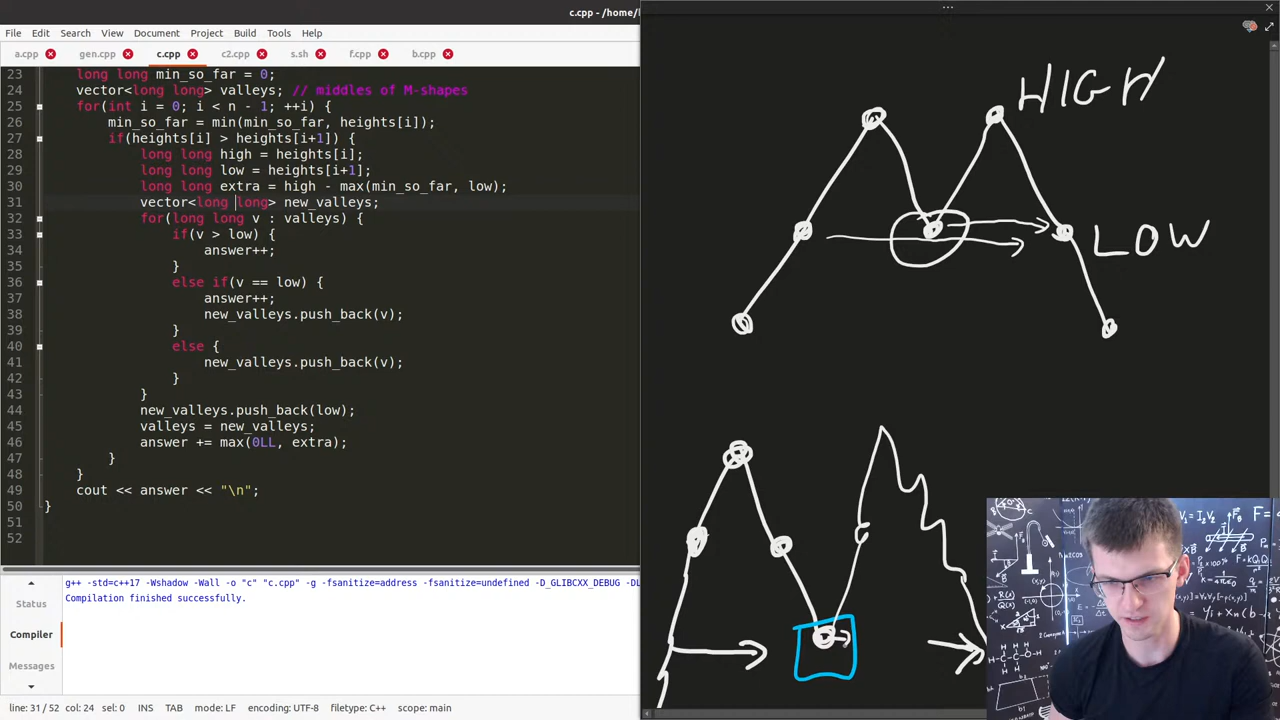 c.cpp - /home/
File Edit Search View Document Project Build Tools Help
a.cpp gen.cpp c.cpp c2.cpp s.sh f.cpp b.cpp
23 long long min_so_far = 0;
24 vector<long long> valleys; // middles of M-shapes
25 for(int i = 0; i < n - 1; ++i) {
26 min_so_far = min(min_so_far, heights[i]);
27 if(heights[i] > heights[i+1]) {
28 long long high = heights[i];
29 long long low = heights[i+1];
30 long long extra = high - max(min_so_far, low);
31 vector<long long> new_valleys;
32 for(long long v : valleys) {
33 if(v > low) {
34 answer++;
35 }
36 else if(v == low) {
37 answer++;
38 new_valleys.push_back(v);
39 }
40 else {
41 new_valleys.push_back(v);
42 }
43 }
44 new_valleys.push_back(low);
45 valleys = new_valleys;
46 answer += max(0LL, extra);
47 }
48 }
49 cout << answer << "\n";
50 }
51
52
HIGH
LOW
Status
Compiler
Messages
g++ -std=c++17 -Wshadow -Wall -o "c" "c.cpp" -g -fsanitize=address -fsanitize=undefined -D_GLIBCXX_DEBUG -DL
Compilation finished successfully.
line: 31 / 52 col: 24 sel: 0 INS TAB mode: LF encoding: UTF-8 filetype: C++ scope: main